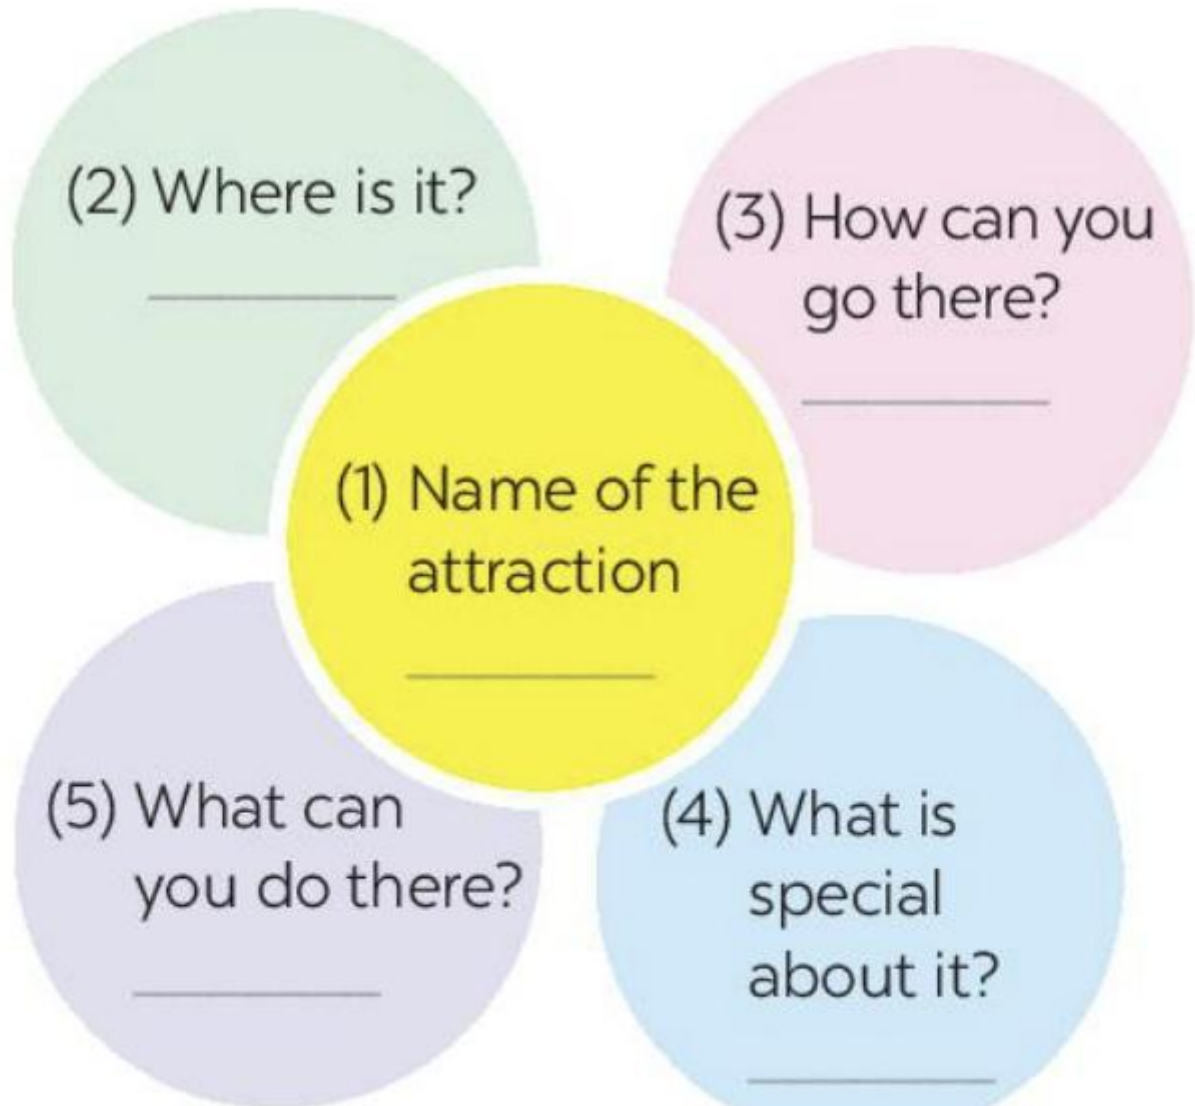 (2) Where is it?
(3) How can you
go there?
(1) Name of the
attraction
(5) What can
you do there?
(4) What is
special
about it?